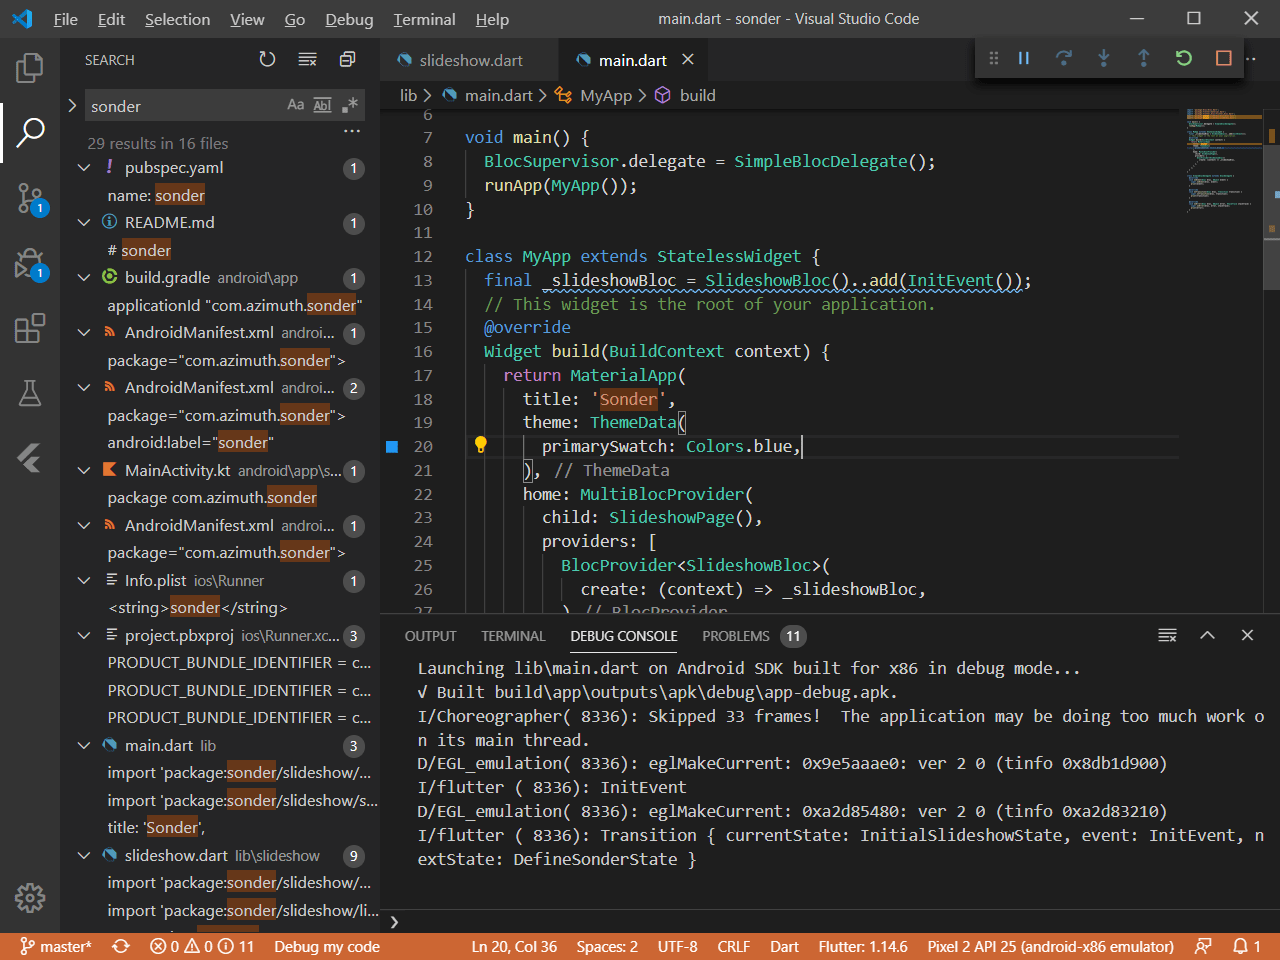 File Edit Selection View Go Debug Terminal Help main.dart - sonder - Visual Studio Code
SEARCH
sonder Aa Abl .*
29 results in 16 files
pubspec.yaml 1
name: sonder
README.md 1
# sonder
build.gradle android\app 1
applicationId "com.azimuth.sonder"
AndroidManifest.xml androi... 1
package="com.azimuth.sonder">
AndroidManifest.xml androi... 2
package="com.azimuth.sonder">
android:label="sonder"
MainActivity.kt android\app\s... 1
package com.azimuth.sonder
AndroidManifest.xml androi... 1
package="com.azimuth.sonder">
Info.plist ios\Runner 1
<string>sonder</string>
project.pbxproj ios\Runner.xc... 3
PRODUCT_BUNDLE_IDENTIFIER = c...
PRODUCT_BUNDLE_IDENTIFIER = c...
PRODUCT_BUNDLE_IDENTIFIER = c...
main.dart lib 3
import 'package:sonder/slideshow/...
import 'package:sonder/slideshow/s...
title: 'Sonder',
slideshow.dart lib\slideshow 9
import 'package:sonder/slideshow/...
import 'package:sonder/slideshow/li...
1
1
slideshow.dart main.dart
lib > main.dart > MyApp > build
6
7 void main() {
8 BlocSupervisor.delegate = SimpleBlocDelegate();
9 runApp(MyApp());
10 }
11
12 class MyApp extends StatelessWidget {
13 final _slideshowBloc = SlideshowBloc()..add(InitEvent());
14 // This widget is the root of your application.
15 @override
16 Widget build(BuildContext context) {
17 return MaterialApp(
18 title: 'Sonder',
19 theme: ThemeData(
20 primarySwatch: Colors.blue,
21 ), // ThemeData
22 home: MultiBlocProvider(
23 child: SlideshowPage(),
24 providers: [
25 BlocProvider<SlideshowBloc>(
26 create: (context) => _slideshowBloc,
27 ) // BlocProvider
OUTPUT TERMINAL DEBUG CONSOLE PROBLEMS 11
Launching lib\main.dart on Android SDK built for x86 in debug mode...
√ Built build\app\outputs\apk\debug\app-debug.apk.
I/Choreographer( 8336): Skipped 33 frames!  The application may be doing too much work o
n its main thread.
D/EGL_emulation( 8336): eglMakeCurrent: 0x9e5aaae0: ver 2 0 (tinfo 0x8db1d900)
I/flutter ( 8336): InitEvent
D/EGL_emulation( 8336): eglMakeCurrent: 0xa2d85480: ver 2 0 (tinfo 0xa2d83210)
I/flutter ( 8336): Transition { currentState: InitialSlideshowState, event: InitEvent, n
extState: DefineSonderState }
master* 0 0 11 Debug my code Ln 20, Col 36 Spaces: 2 UTF-8 CRLF Dart Flutter: 1.14.6 Pixel 2 API 25 (android-x86 emulator) 1